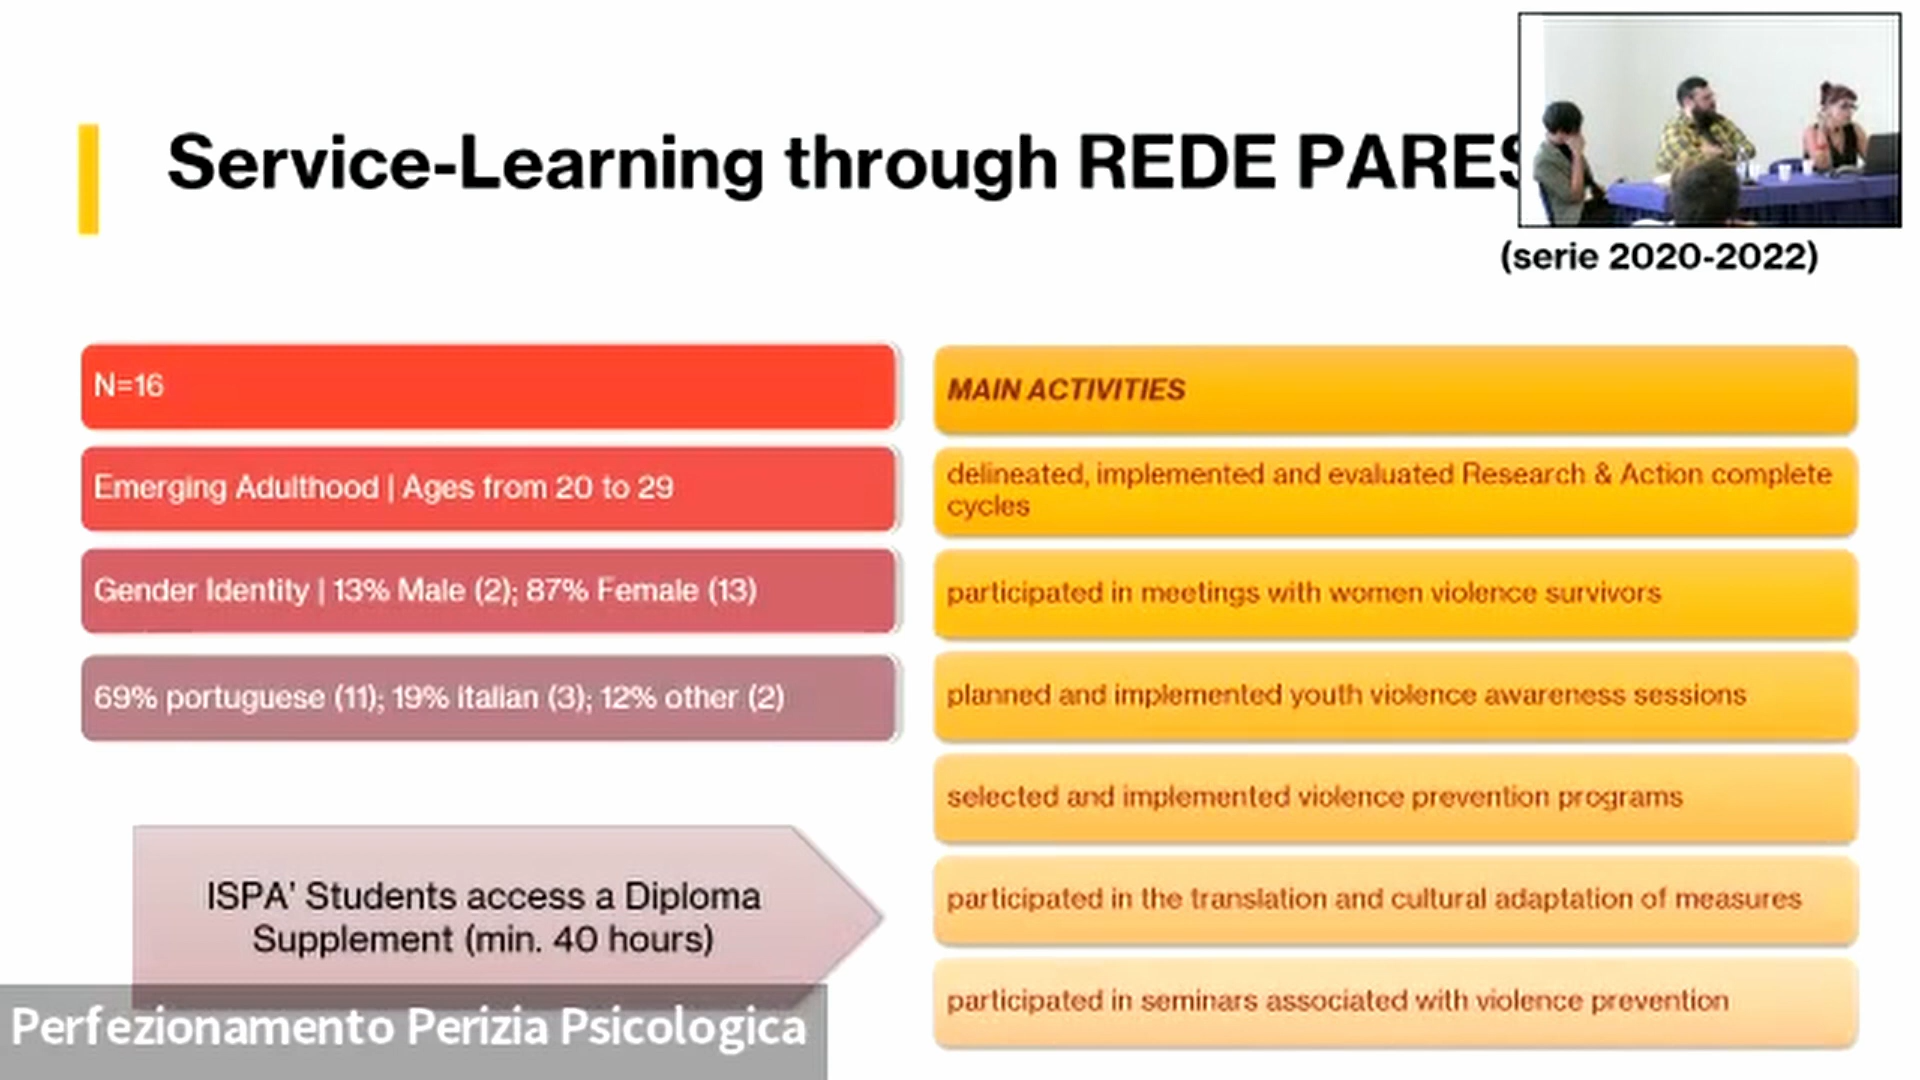 Service-Learning through REDE PARES
(serie 2020-2022)
N=16
Emerging Adulthood | Ages from 20 to 29
Gender Identity | 13% Male (2); 87% Female (13)
69% portuguese (11); 19% italian (3); 12% other (2)
ISPA' Students access a Diploma
Supplement (min. 40 hours)
MAIN ACTIVITIES
delineated, implemented and evaluated Research & Action complete
cycles
participated in meetings with women violence survivors
planned and implemented youth violence awareness sessions
selected and implemented violence prevention programs
participated in the translation and cultural adaptation of measures
participated in seminars associated with violence prevention
Perfezionamento Perizia Psicologica